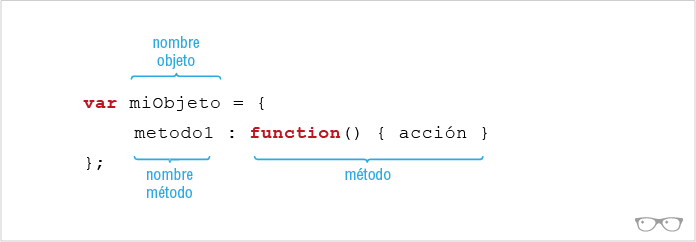 nombre
objeto
var miObjeto = {
metodo1 : function() { acción }
};
nombre
método
método